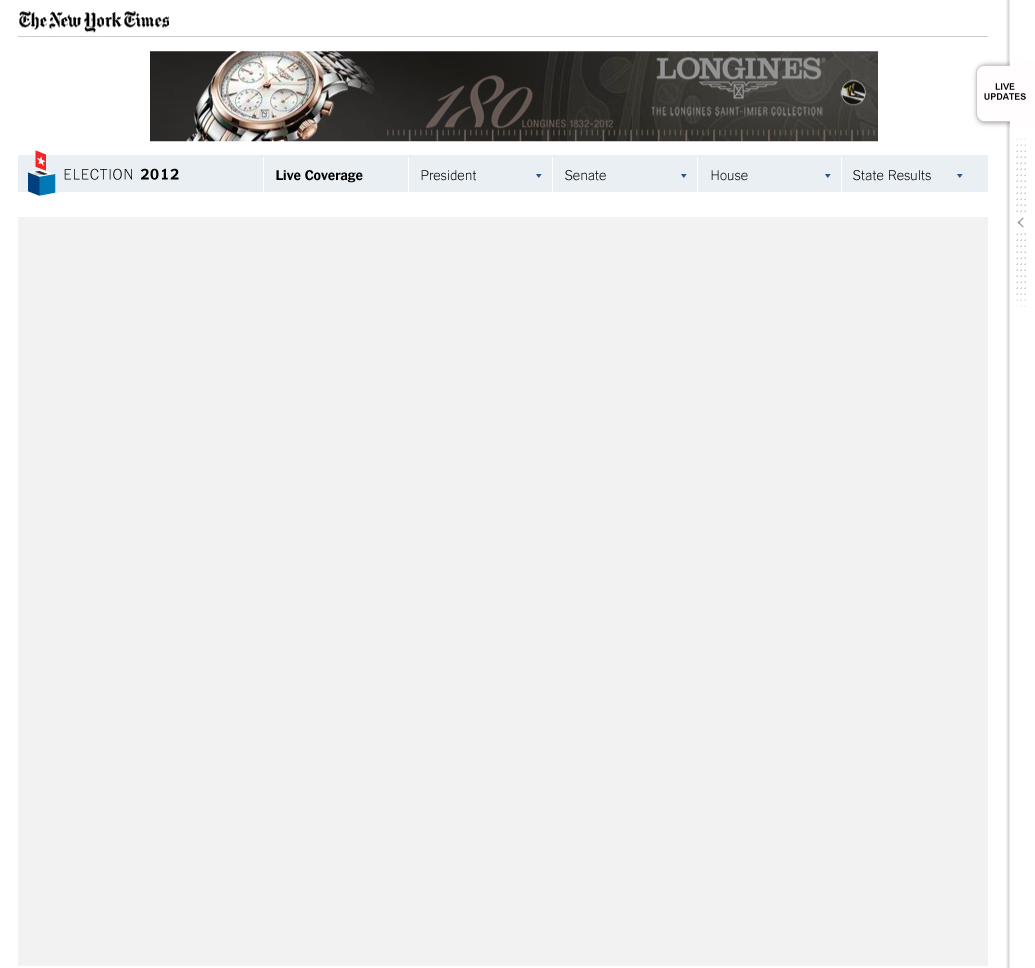 The New York Times
LONGINES
180
LONGINES 1832-2012
THE LONGINES SAINT-IMIER COLLECTION
LIVE
UPDATES
ELECTION 2012
Live Coverage
President
Senate
House
State Results